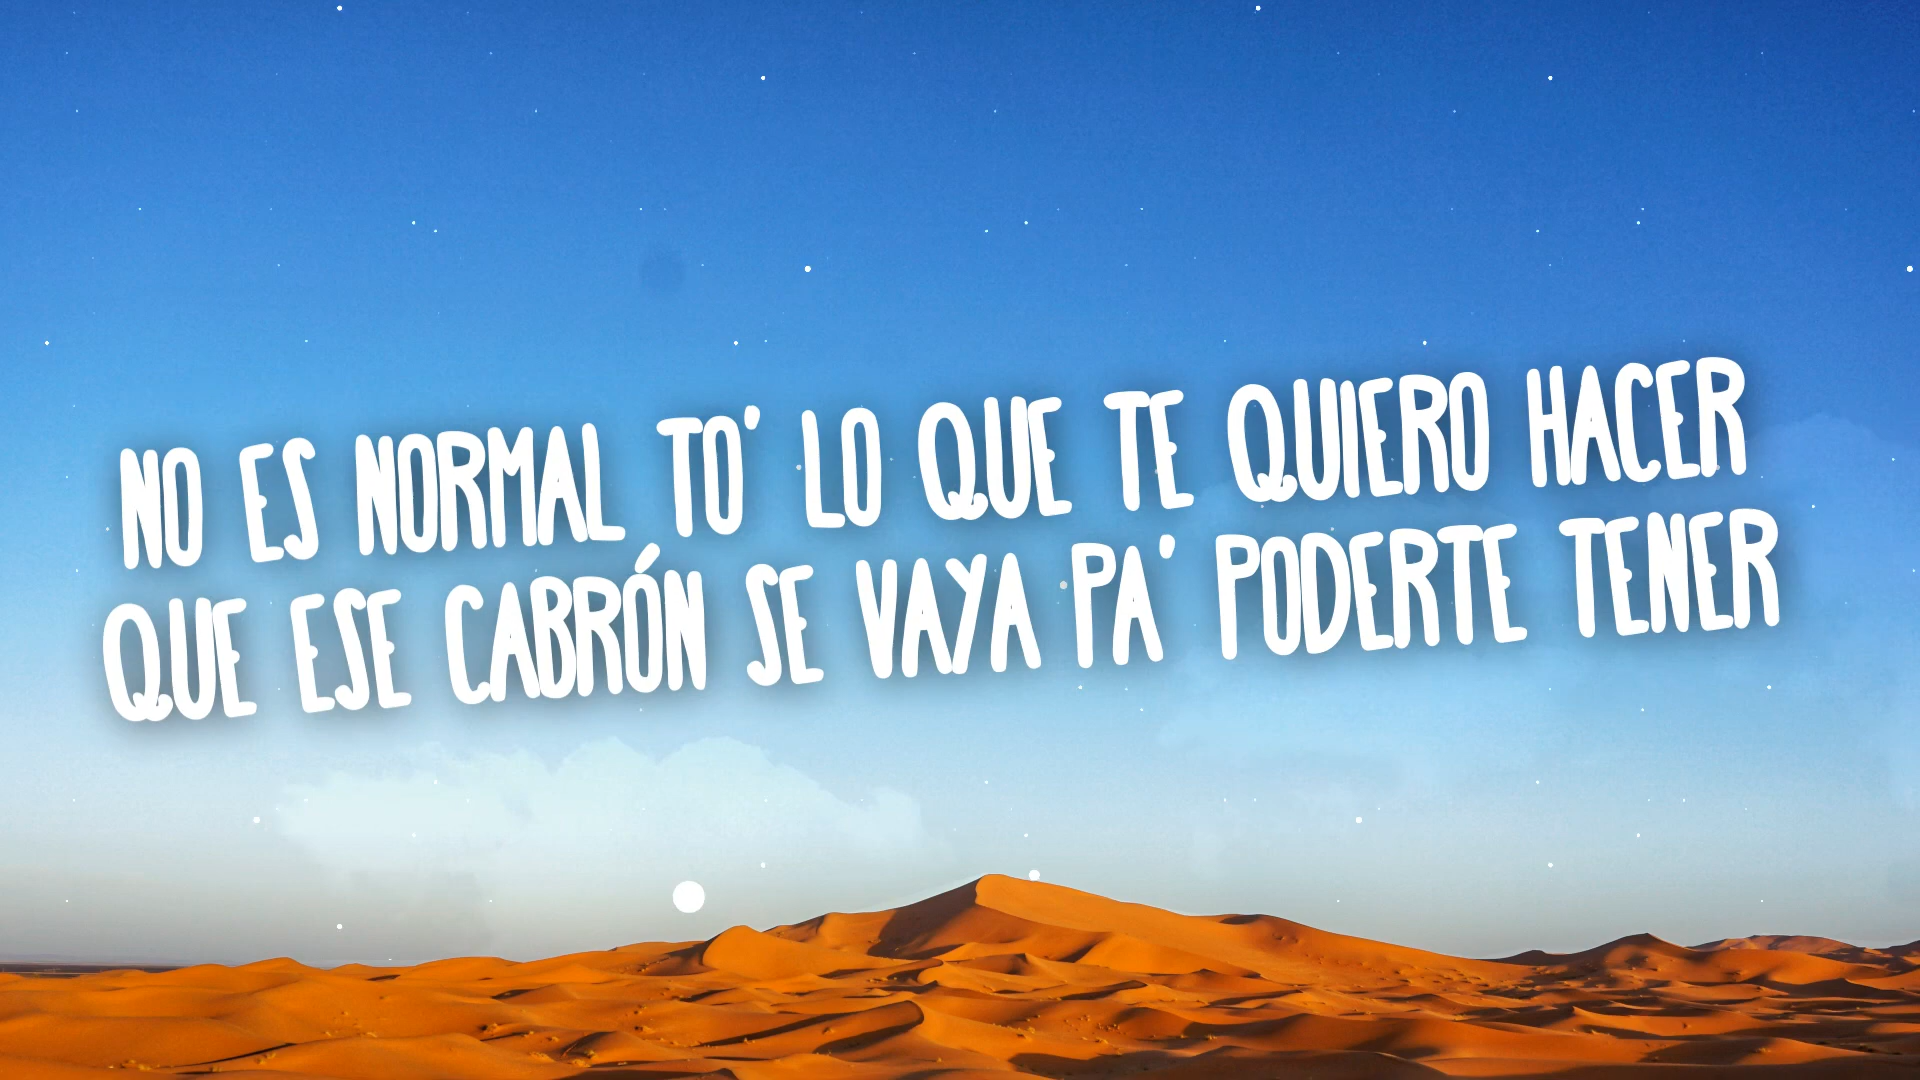 NO ES NORMAL TO' LO QUE TE QUIERO HACER
QUE ESE CABRÓN SE VAYA PA' PODERTE TENER